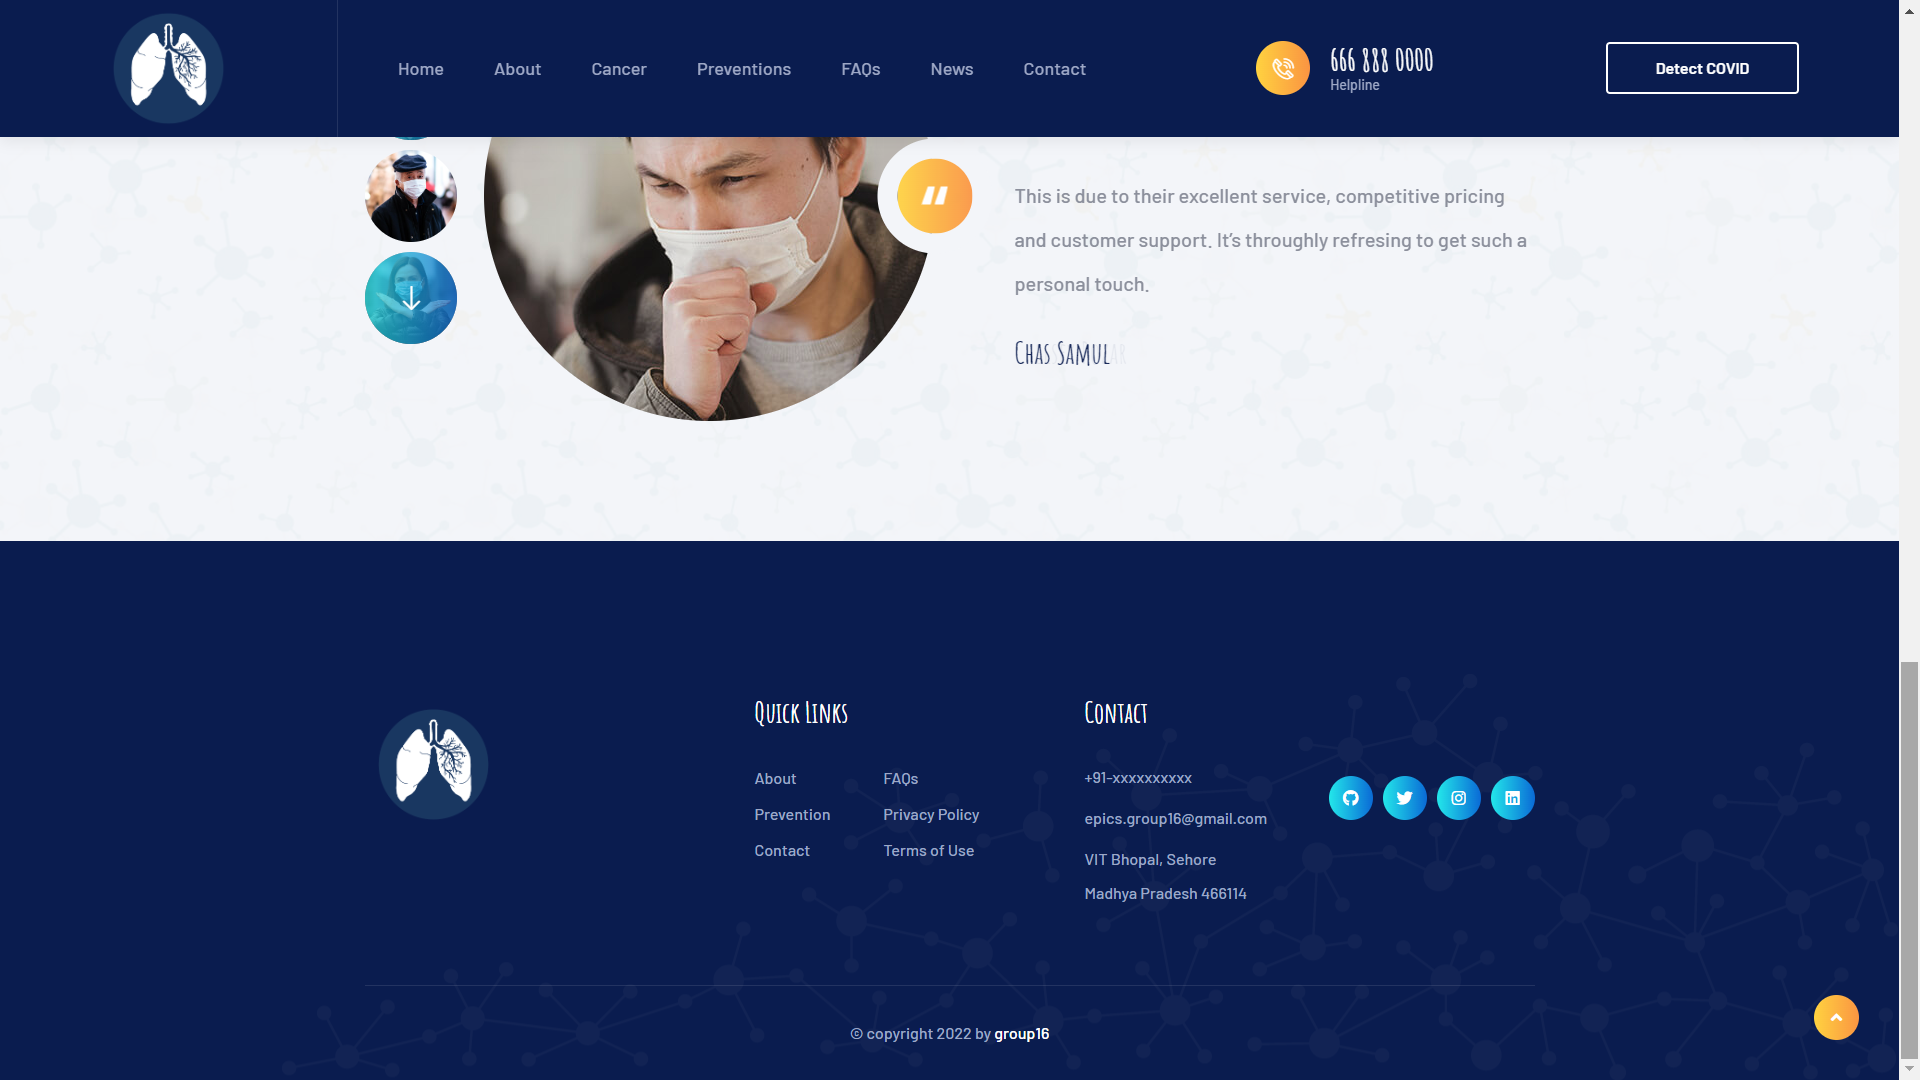 Home About Cancer Preventions FAQs News Contact
666 888 0000
Helpline
Detect COVID
This is due to their excellent service, competitive pricing
and customer support. It’s throughly refresing to get such a
personal touch.
Chas Samul
Quick Links
About
Prevention
Contact
FAQs
Privacy Policy
Terms of Use
Contact
+91-xxxxxxxxxx
epics.group16@gmail.com
VIT Bhopal, Sehore
Madhya Pradesh 466114
© copyright 2022 by group16